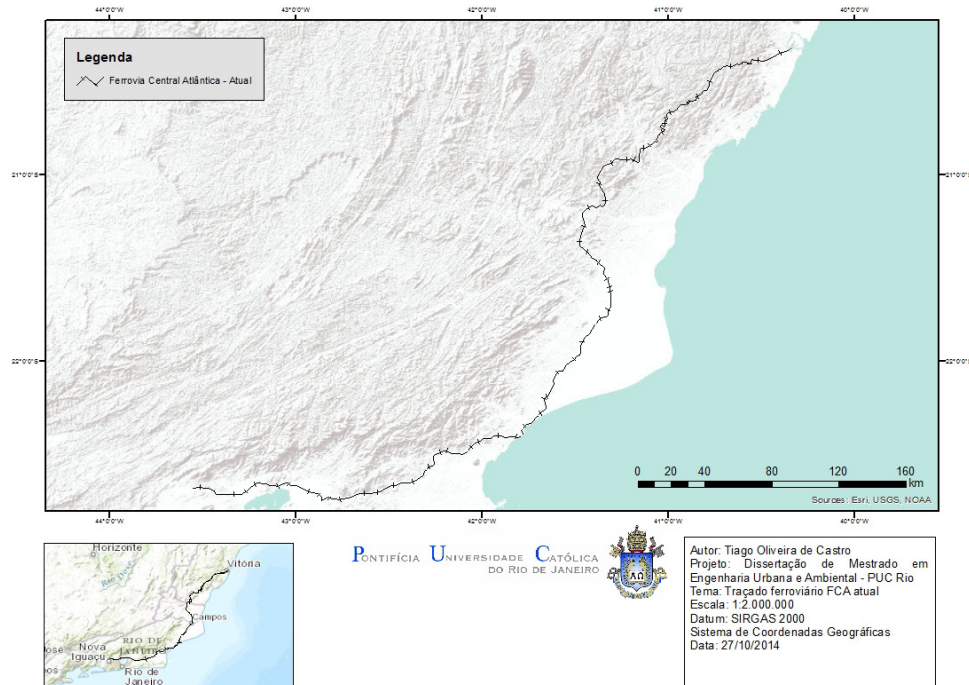 44°0'0"W 43°0'0"W 42°0'0"W 41°0'0"W 40°0'0"W
Legenda
Ferrovia Central Atlântica - Atual
21°0'0"S 21°0'0"S
22°0'0"S 22°0'0"S
0 20 40 80 120 160
km
Sources: Esri, USGS, NOAA
44°0'0"W 43°0'0"W 42°0'0"W 41°0'0"W 40°0'0"W
Horizonte
Vitória
Campos
RIO DE
JANEIRO
Nova
Iguaçu
Rio de
Janeiro
PONTIFÍCIA UNIVERSIDADE CATÓLICA
DO RIO DE JANEIRO
ΑΩ
Autor: Tiago Oliveira de Castro
Projeto: Dissertação de Mestrado em
Engenharia Urbana e Ambiental - PUC Rio
Tema: Traçado ferroviário FCA atual
Escala: 1:2.000.000
Datum: SIRGAS 2000
Sistema de Coordenadas Geográficas
Data: 27/10/2014